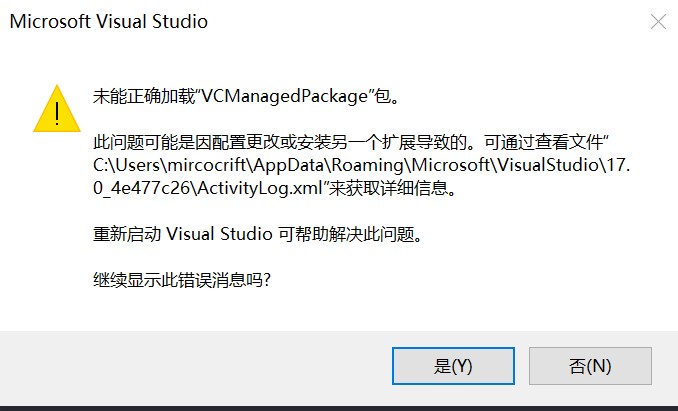 Microsoft Visual Studio
未能正确加载“VCManagedPackage”包。
此问题可能是因配置更改或安装另一个扩展导致的。可通过查看文件“
C:\Users\mircocrift\AppData\Roaming\Microsoft\VisualStudio\17.
0_4e477c26\ActivityLog.xml”来获取详细信息。
重新启动 Visual Studio 可帮助解决此问题。
继续显示此错误消息吗?
是(Y)
否(N)